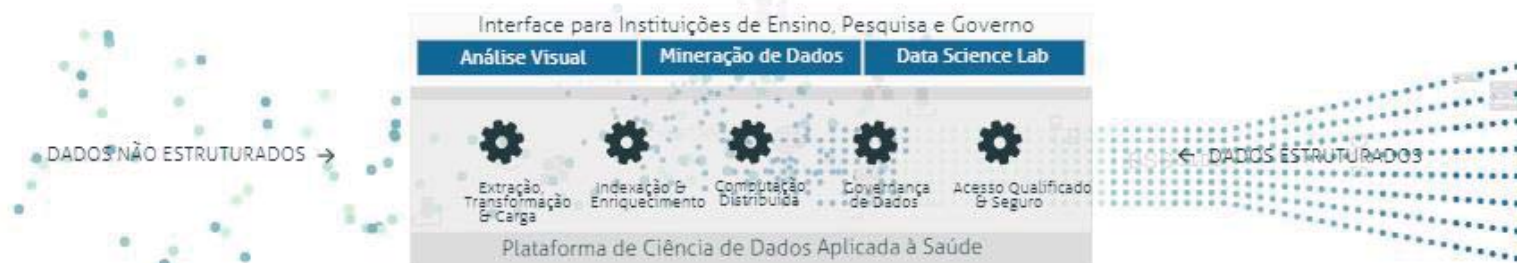 Interface para Instituições de Ensino, Pesquisa e Governo
Análise Visual
Mineração de Dados
Data Science Lab
DADOS NÃO ESTRUTURADOS →
← DADOS ESTRUTURADOS
Extração,
Transformação
& Carga
Indexação &
Enriquecimento
Computação
Distribuída
Governança
de Dados
Acesso Qualificado
& Seguro
Plataforma de Ciência de Dados Aplicada à Saúde